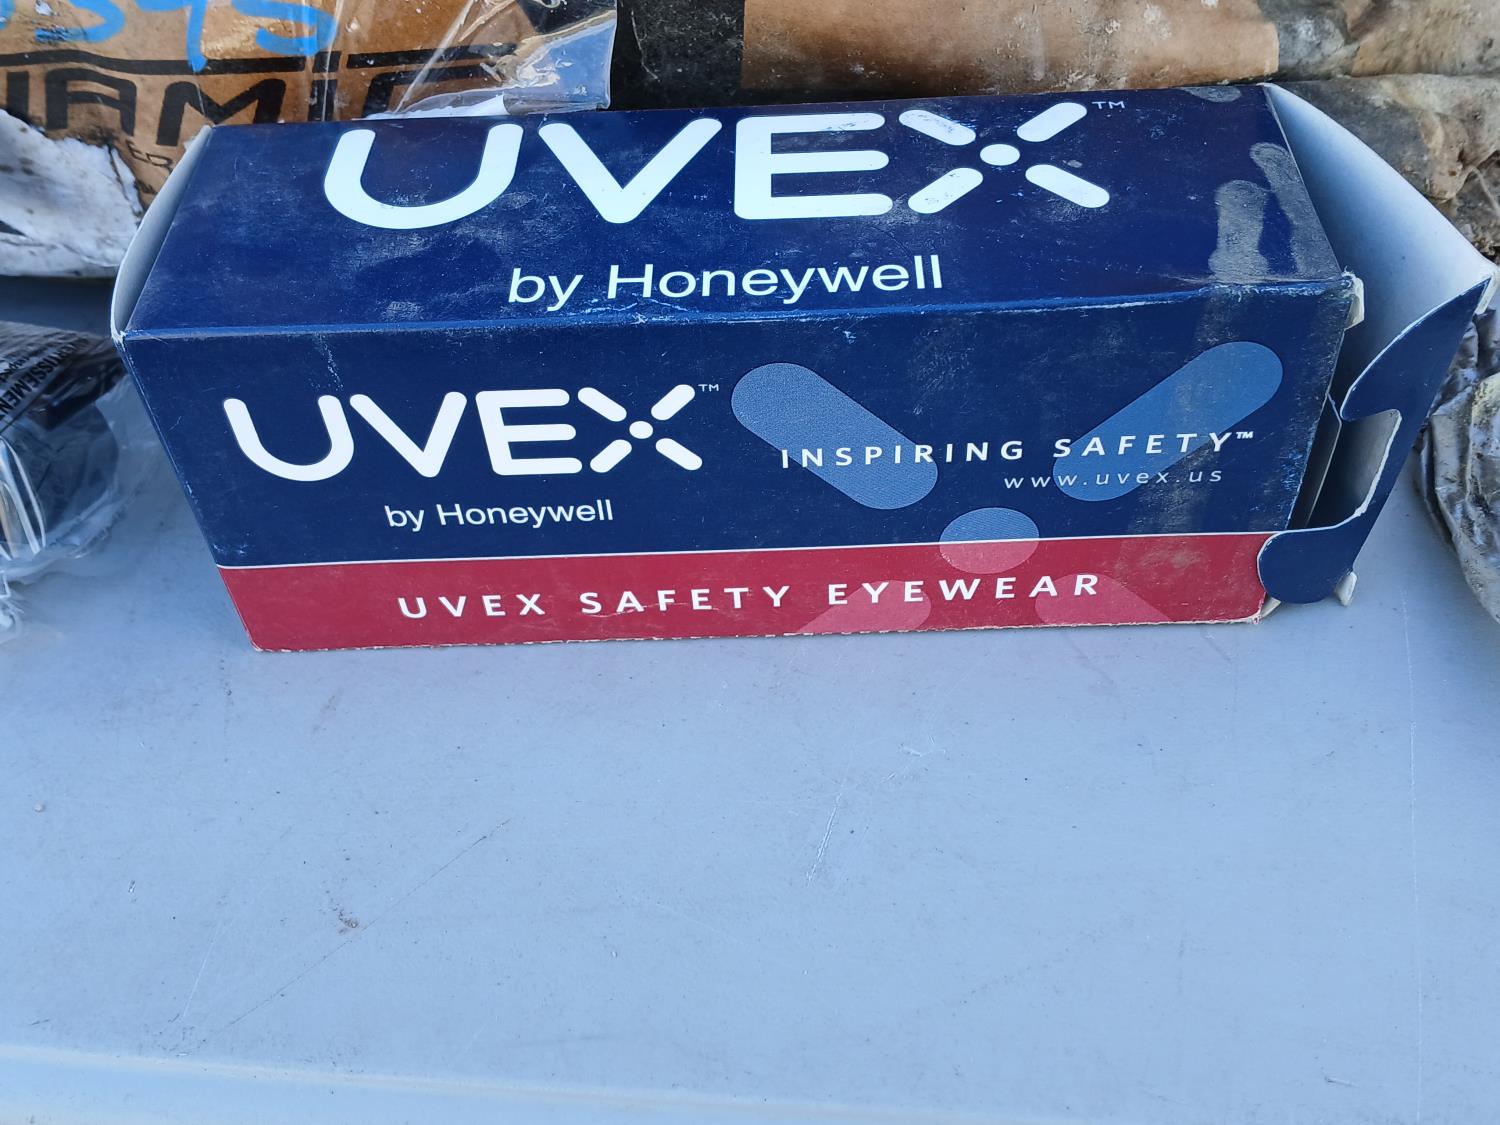 UVEX™
by Honeywell
UVEX™
by Honeywell
INSPIRING SAFETY™
www.uvex.us
UVEX SAFETY EYEWEAR